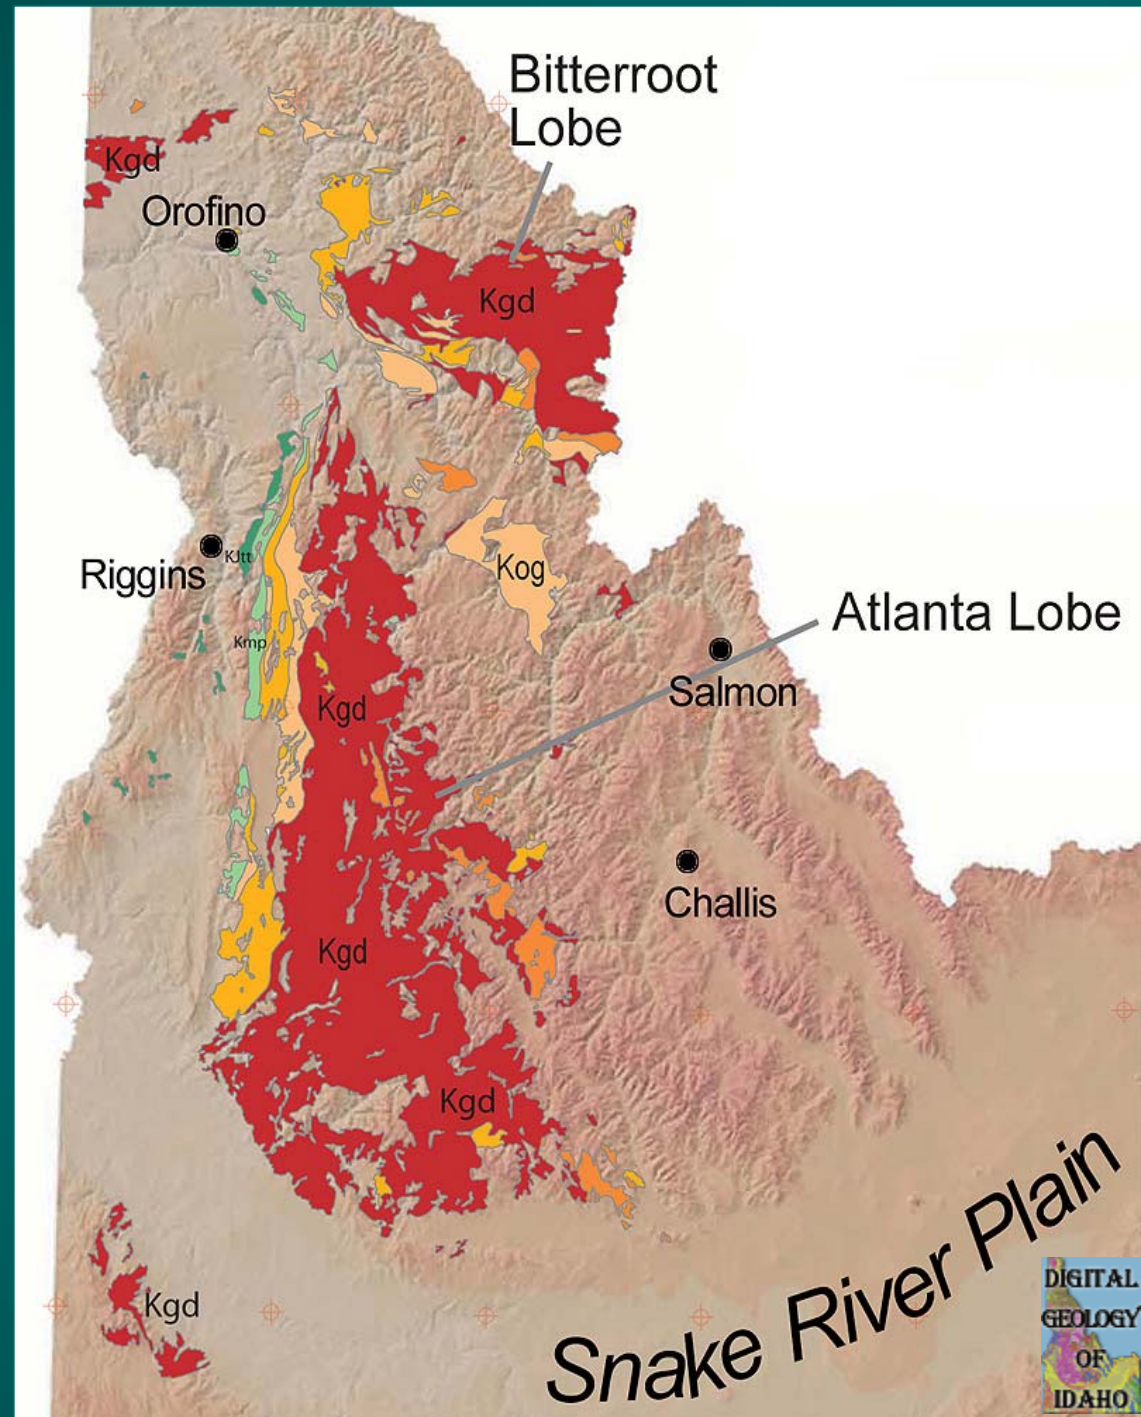 Bitterroot
Lobe
Kgd
Orofino
Kgd
Riggins
KJtt
Kog
Atlanta Lobe
Kmp
Salmon
Kgd
Challis
Kgd
Kgd
Snake River Plain
Kgd
DIGITAL
GEOLOGY
OF
IDAHO